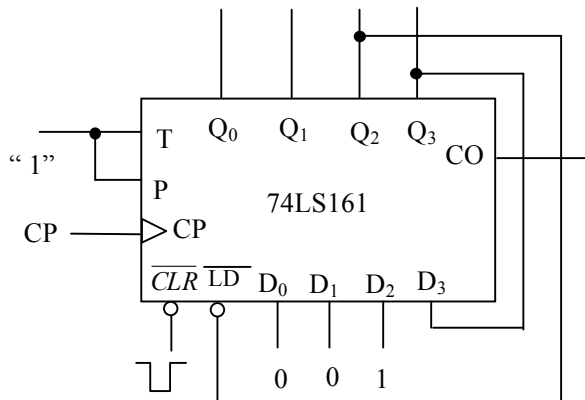 Q₀ Q₁ Q₂ Q₃
T
CO
“ 1”
P
74LS161
CP CP
CLR LD D₀ D₁ D₂ D₃
0 0 1